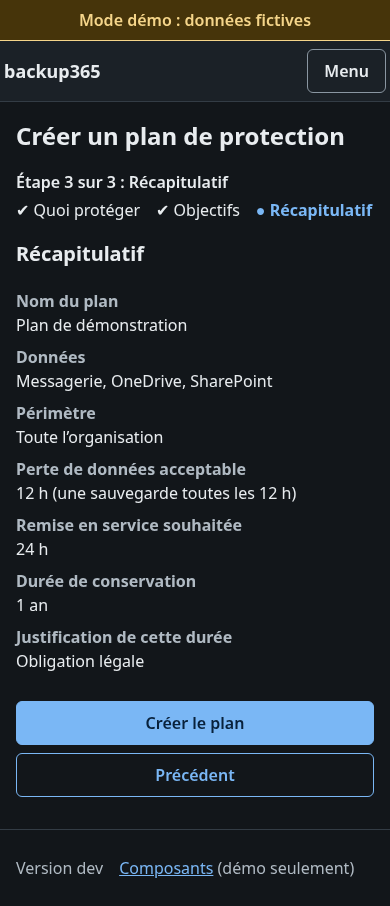 Mode démo : données fictives
backup365
Menu
Créer un plan de protection
Étape 3 sur 3 : Récapitulatif
✔ Quoi protéger ✔ Objectifs ● Récapitulatif
Récapitulatif
Nom du plan
Plan de démonstration
Données
Messagerie, OneDrive, SharePoint
Périmètre
Toute l’organisation
Perte de données acceptable
12 h (une sauvegarde toutes les 12 h)
Remise en service souhaitée
24 h
Durée de conservation
1 an
Justification de cette durée
Obligation légale
Créer le plan
Précédent
Version dev Composants (démo seulement)